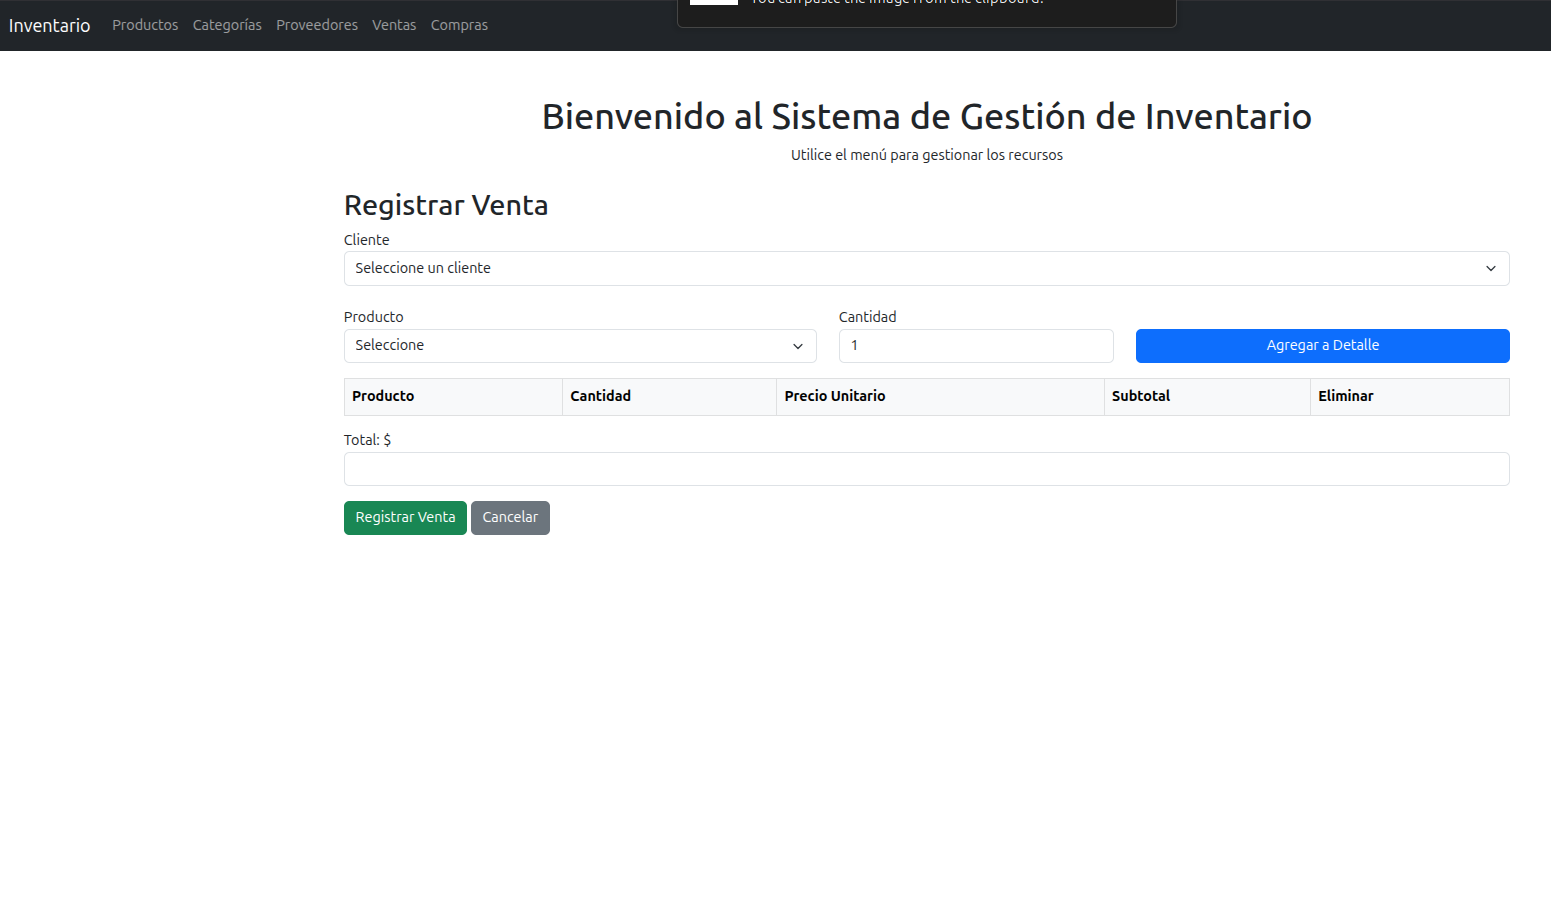 You can paste the image from the clipboard.
Inventario Productos Categorías Proveedores Ventas Compras
Bienvenido al Sistema de Gestión de Inventario
Utilice el menú para gestionar los recursos
Registrar Venta
Cliente
Seleccione un cliente
Producto Cantidad
Seleccione 1 Agregar a Detalle
Producto Cantidad Precio Unitario Subtotal Eliminar
Total: $
Registrar Venta Cancelar